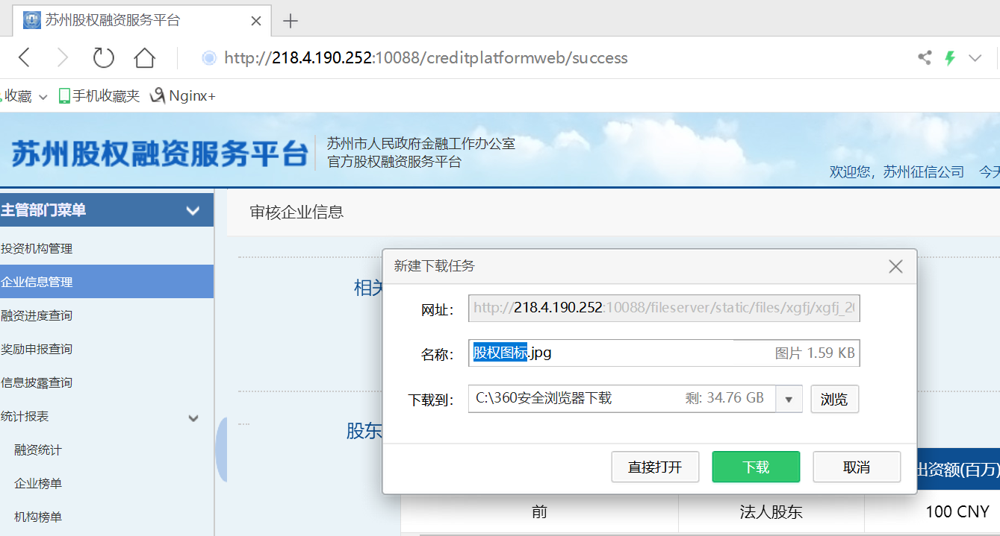 苏州股权融资服务平台
http://218.4.190.252:10088/creditplatformweb/success
收藏 手机收藏夹 Nginx+
苏州股权融资服务平台
苏州市人民政府金融工作办公室
官方股权融资服务平台
欢迎您，苏州征信公司 今天
主管部门菜单
投资机构管理
企业信息管理
融资进度查询
奖励申报查询
信息披露查询
统计报表
融资统计
企业榜单
机构榜单
审核企业信息
相关
股东
新建下载任务
网址：http://218.4.190.252:10088/fileserver/static/files/xgfj/xgfj_20
名称：股权图标.jpg 图片 1.59 KB
下载到：C:\360安全浏览器下载 剩: 34.76 GB 浏览
直接打开 下载 取消
出资额(百万)
前 法人股东 100 CNY